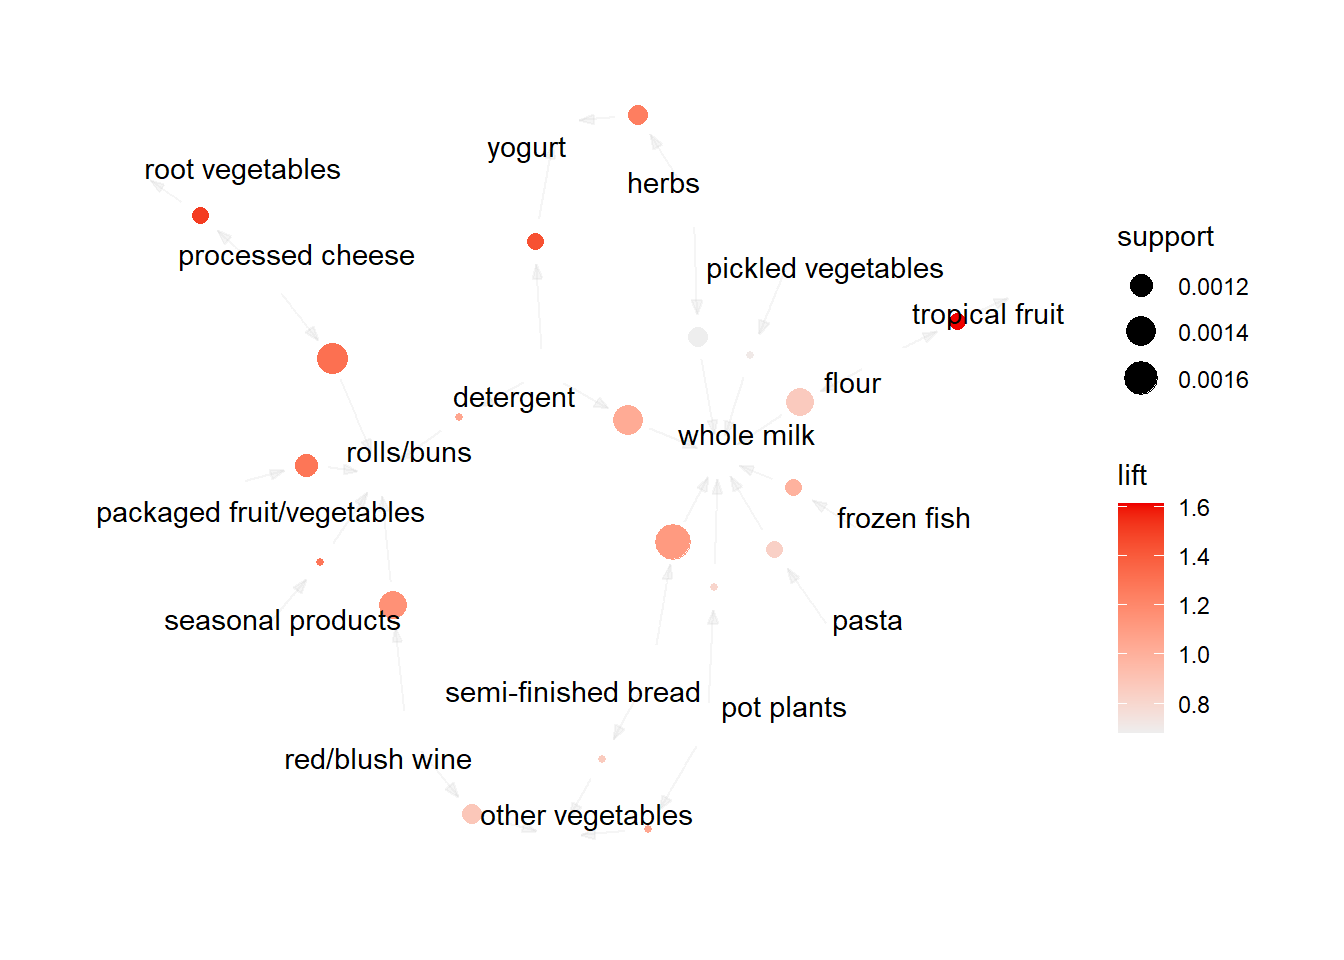 yogurt
root vegetables
herbs
processed cheese
pickled vegetables
tropical fruit
flour
detergent
whole milk
rolls/buns
packaged fruit/vegetables
frozen fish
seasonal products
pasta
semi-finished bread
pot plants
red/blush wine
other vegetables
support
0.0012
0.0014
0.0016
lift
1.6
1.4
1.2
1.0
0.8